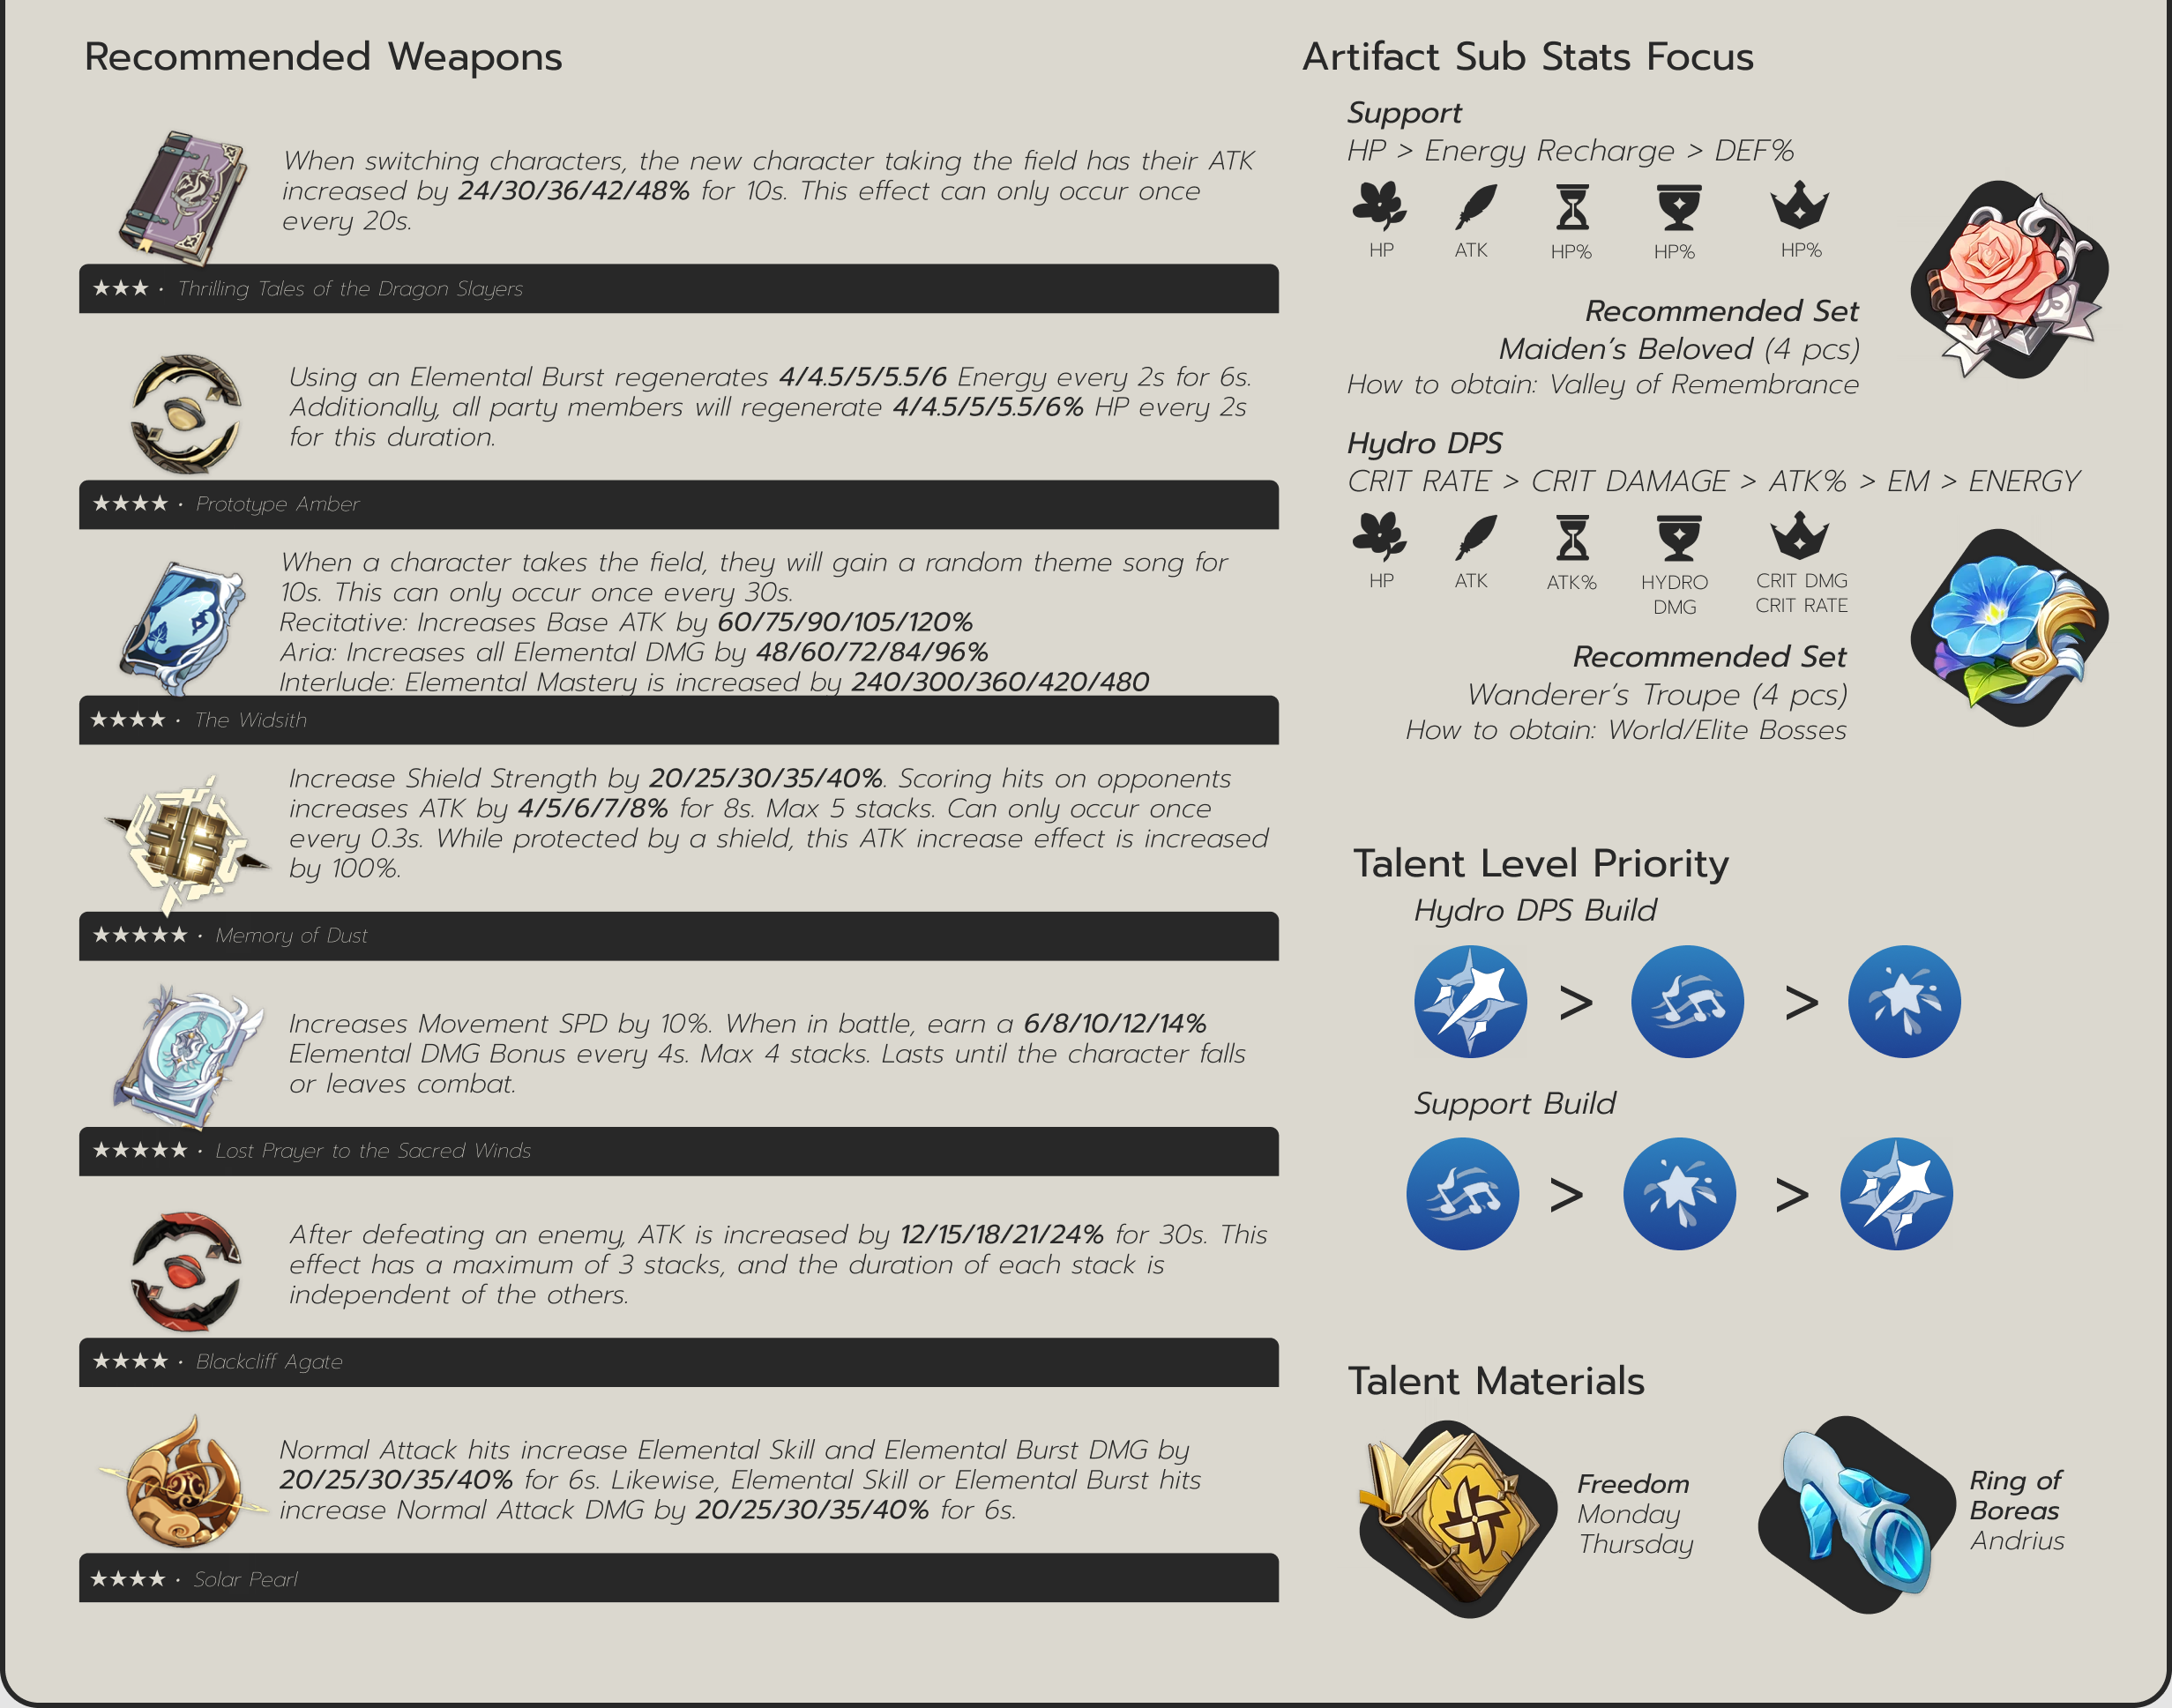 Recommended Weapons
When switching characters, the new character taking the field has their ATK
increased by 24/30/36/42/48% for 10s. This effect can only occur once
every 20s.
★★★ · Thrilling Tales of the Dragon Slayers
Using an Elemental Burst regenerates 4/4.5/5/5.5/6 Energy every 2s for 6s.
Additionally, all party members will regenerate 4/4.5/5/5.5/6% HP every 2s
for this duration.
★★★★ · Prototype Amber
When a character takes the field, they will gain a random theme song for
10s. This can only occur once every 30s.
Recitative: Increases Base ATK by 60/75/90/105/120%
Aria: Increases all Elemental DMG by 48/60/72/84/96%
Interlude: Elemental Mastery is increased by 240/300/360/420/480
★★★★ · The Widsith
Increase Shield Strength by 20/25/30/35/40%. Scoring hits on opponents
increases ATK by 4/5/6/7/8% for 8s. Max 5 stacks. Can only occur once
every 0.3s. While protected by a shield, this ATK increase effect is increased
by 100%.
★★★★★ · Memory of Dust
Increases Movement SPD by 10%. When in battle, earn a 6/8/10/12/14%
Elemental DMG Bonus every 4s. Max 4 stacks. Lasts until the character falls
or leaves combat.
★★★★★ · Lost Prayer to the Sacred Winds
After defeating an enemy, ATK is increased by 12/15/18/21/24% for 30s. This
effect has a maximum of 3 stacks, and the duration of each stack is
independent of the others.
★★★★ · Blackcliff Agate
Normal Attack hits increase Elemental Skill and Elemental Burst DMG by
20/25/30/35/40% for 6s. Likewise, Elemental Skill or Elemental Burst hits
increase Normal Attack DMG by 20/25/30/35/40% for 6s.
★★★★ · Solar Pearl
Artifact Sub Stats Focus
Support
HP > Energy Recharge > DEF%
HP ATK HP% HP% HP%
Recommended Set
Maiden's Beloved (4 pcs)
How to obtain: Valley of Remembrance
Hydro DPS
CRIT RATE > CRIT DAMAGE > ATK% > EM > ENERGY
HP ATK ATK% HYDRO CRIT DMG
DMG CRIT RATE
Recommended Set
Wanderer's Troupe (4 pcs)
How to obtain: World/Elite Bosses
Talent Level Priority
Hydro DPS Build
> >
Support Build
> >
Talent Materials
Freedom
Monday
Thursday
Ring of
Boreas
Andrius